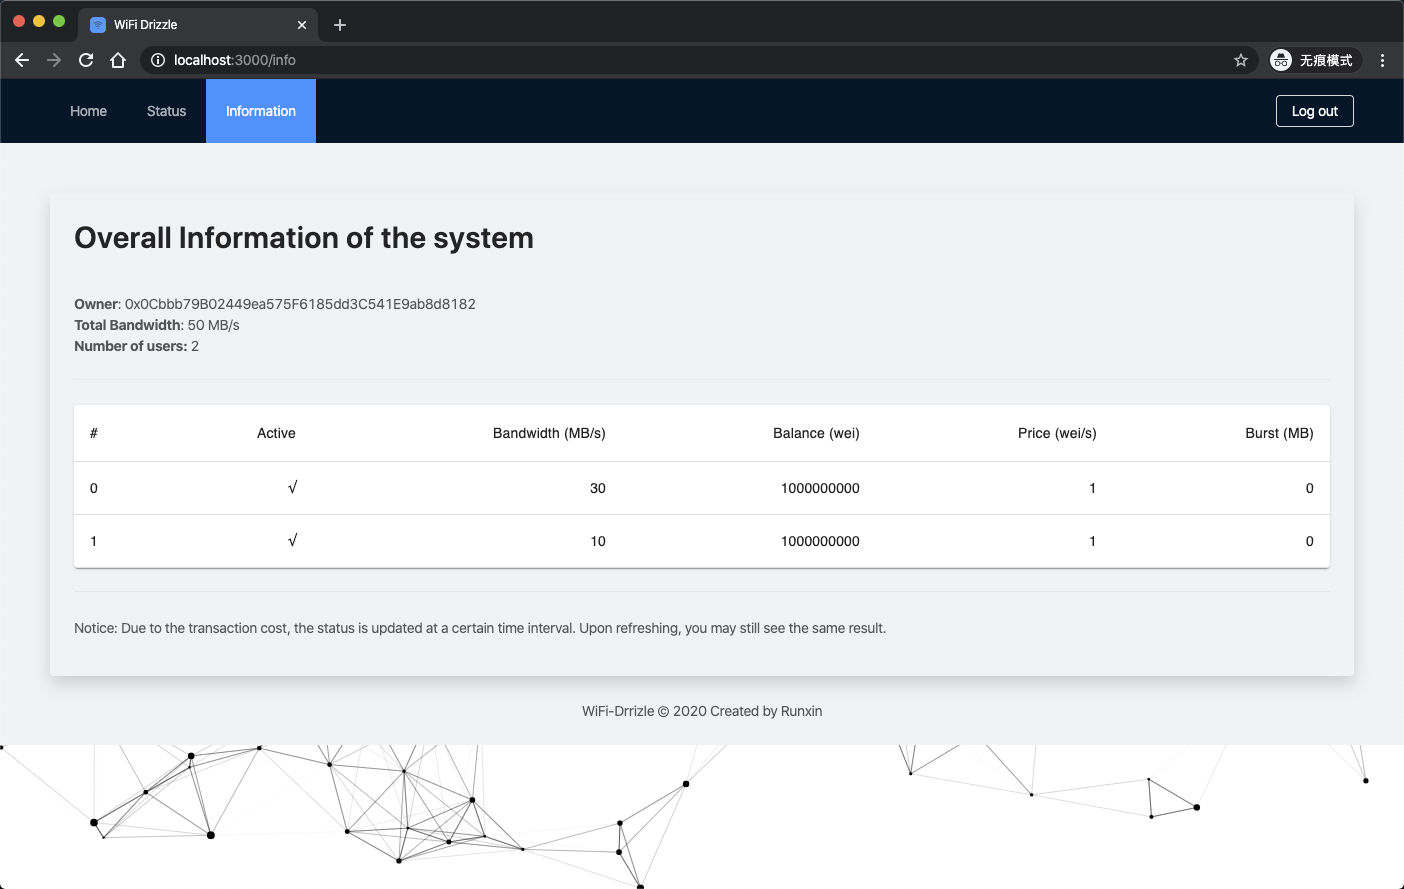 WiFi Drizzle
localhost:3000/info
无痕模式
Home Status Information Log out
Overall Information of the system
Owner: 0x0Cbbb79B02449ea575F6185dd3C541E9ab8d8182
Total Bandwidth: 50 MB/s
Number of users: 2
# Active Bandwidth (MB/s) Balance (wei) Price (wei/s) Burst (MB)
0 √ 30 1000000000 1 0
1 √ 10 1000000000 1 0
Notice: Due to the transaction cost, the status is updated at a certain time interval. Upon refreshing, you may still see the same result.
WiFi-Drrizle © 2020 Created by Runxin